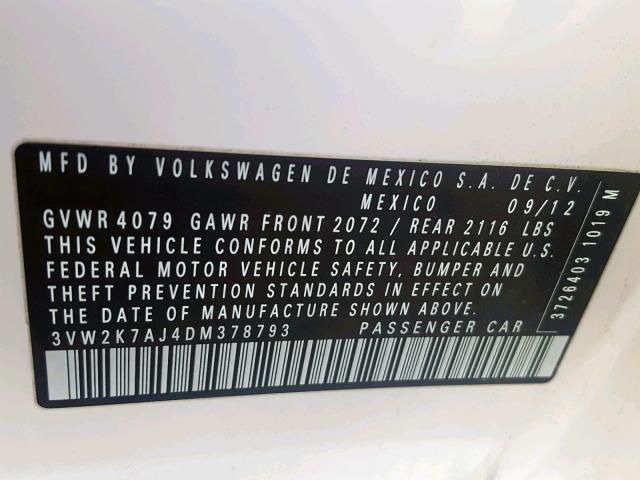 MFD BY VOLKSWAGEN DE MEXICO S.A. DE C.V.
MEXICO 09/12
GVWR 4079 GAWR FRONT 2072 / REAR 2116 LBS
THIS VEHICLE CONFORMS TO ALL APPLICABLE U.S.
FEDERAL MOTOR VEHICLE SAFETY, BUMPER AND
THEFT PREVENTION STANDARDS IN EFFECT ON
THE DATE OF MANUFACTURE SHOWN ABOVE.
3VW2K7AJ4DM378793 PASSENGER CAR
3726403 1019 M